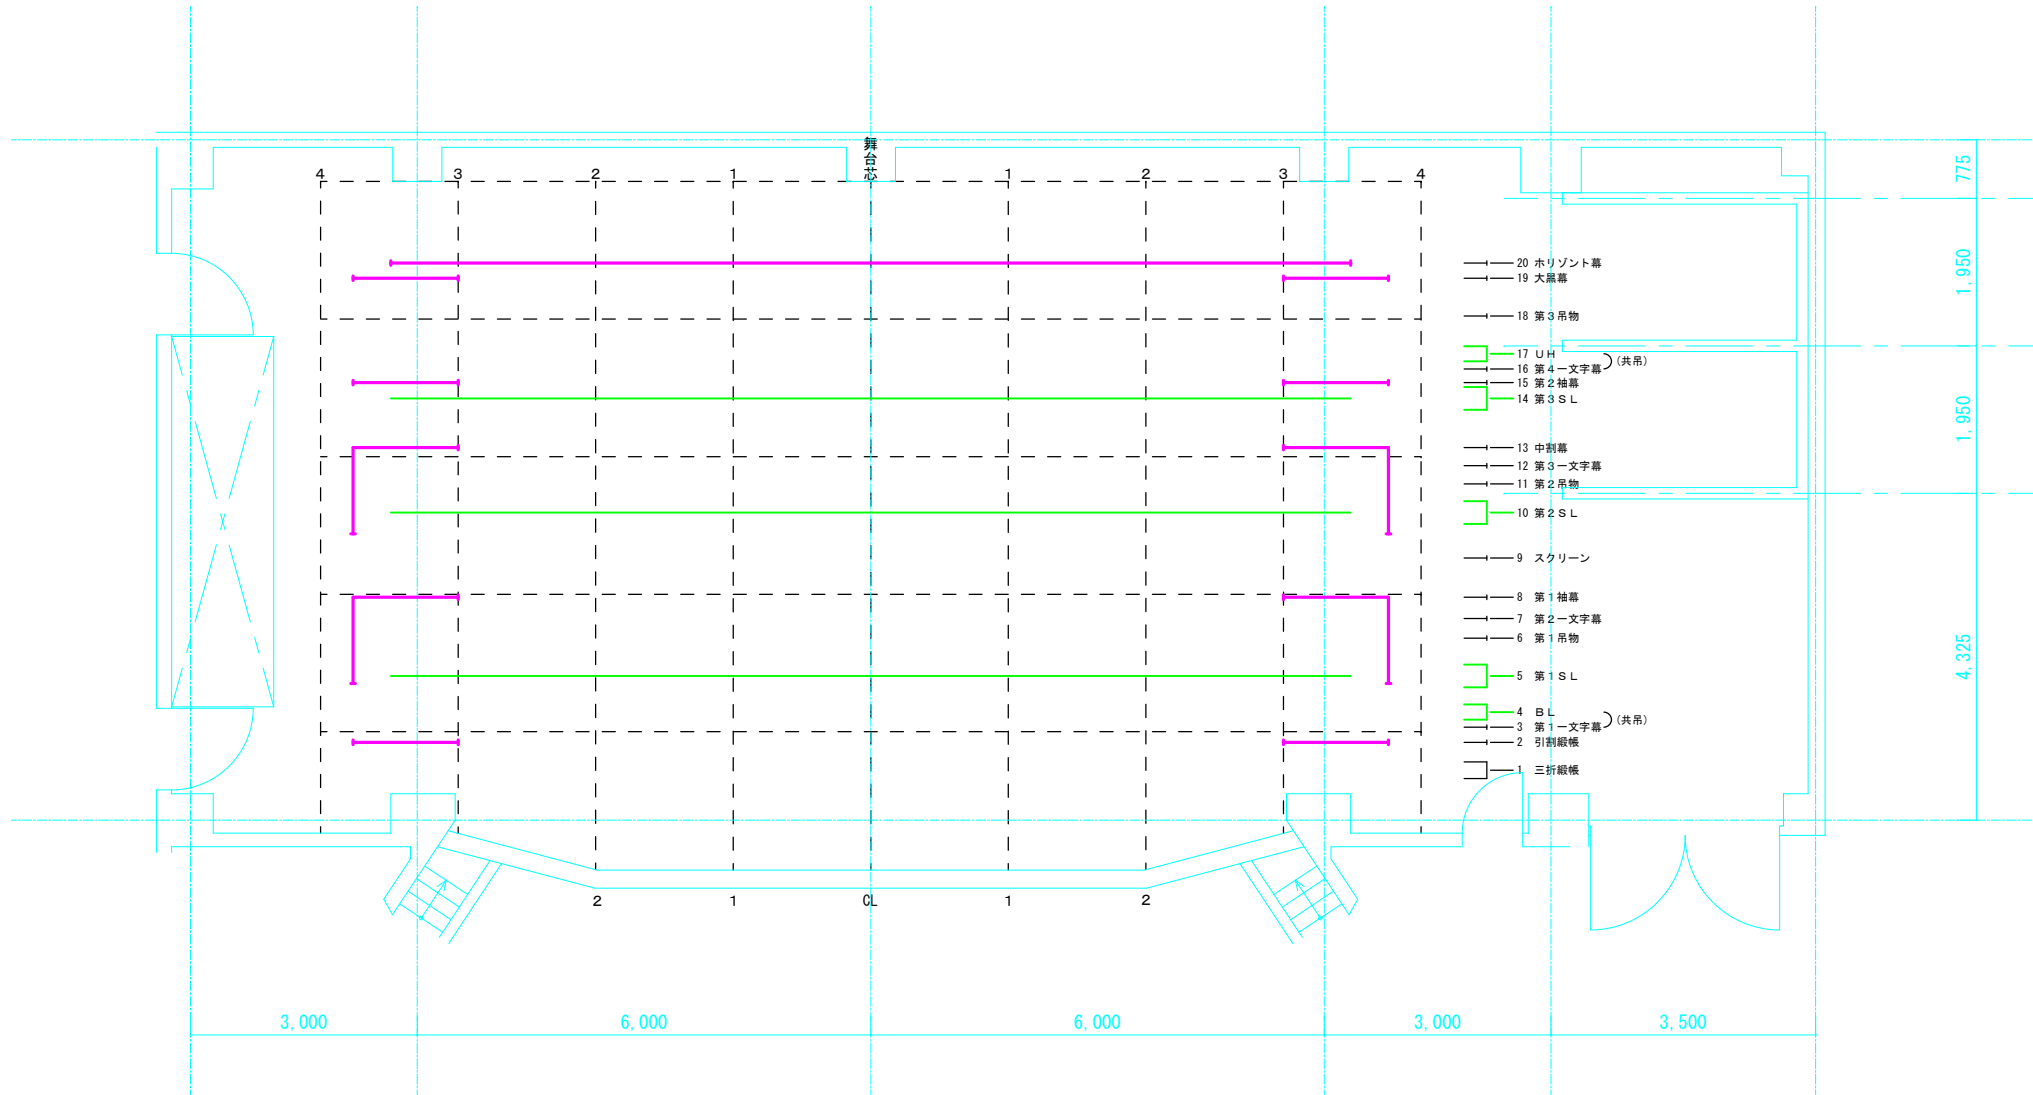 舞台芯
4 3 2 1 1 2 3 4
775
1,950
1,950
4,325
20 ホリゾント幕
19 大黒幕
18 第3吊物
17 UH
16 第4一文字幕
(共吊)
15 第2袖幕
14 第3SL
13 中割幕
12 第3一文字幕
11 第2吊物
10 第2SL
9 スクリーン
8 第1袖幕
7 第2一文字幕
6 第1吊物
5 第1SL
4 BL
3 第1一文字幕
(共吊)
2 引割緞帳
1 三折緞帳
2 1 CL 1 2
3,000 6,000 6,000 3,000 3,500